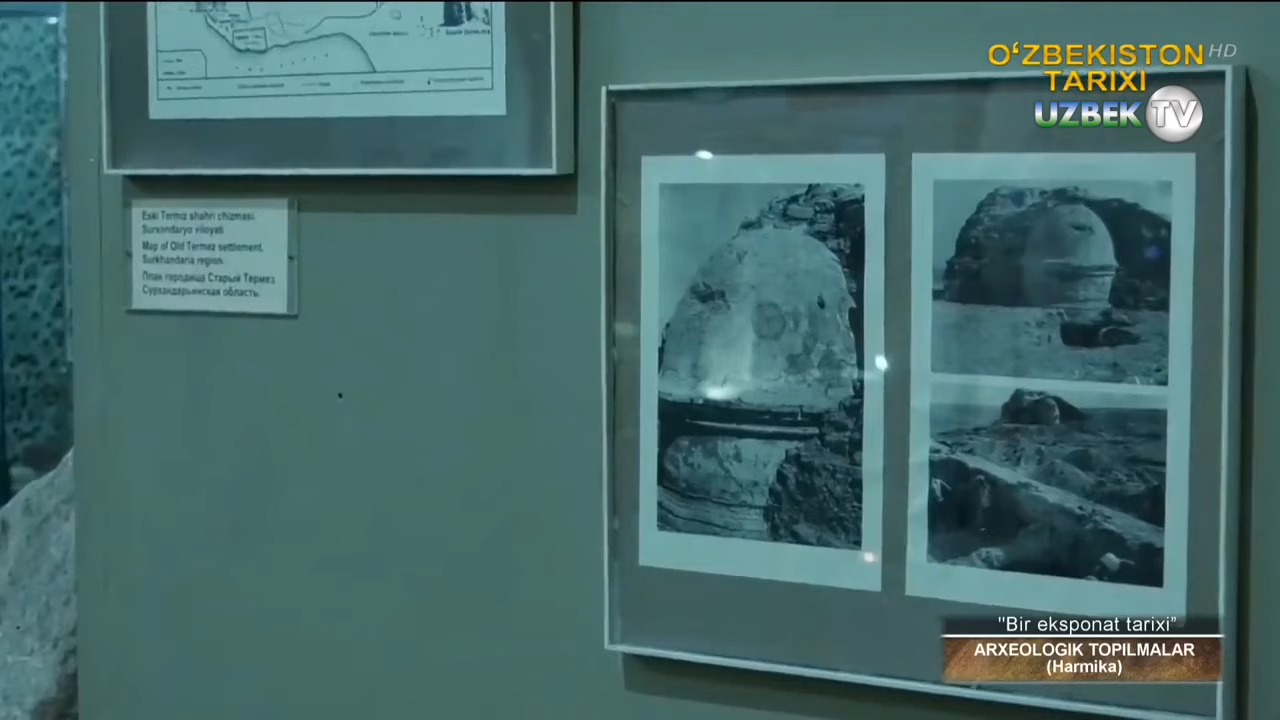 O‘ZBEKISTON HD
TARIXI
UZBEK TV
Eski Termiz shahri chizmasi
Surxondaryo viloyati
Map of Old Termez settlement,
Surkhandaria region.
План городища Старый Термез
Сурхандарьинская область.
"Bir eksponat tarixi”
ARXEOLOGIK TOPILMALAR
(Harmika)